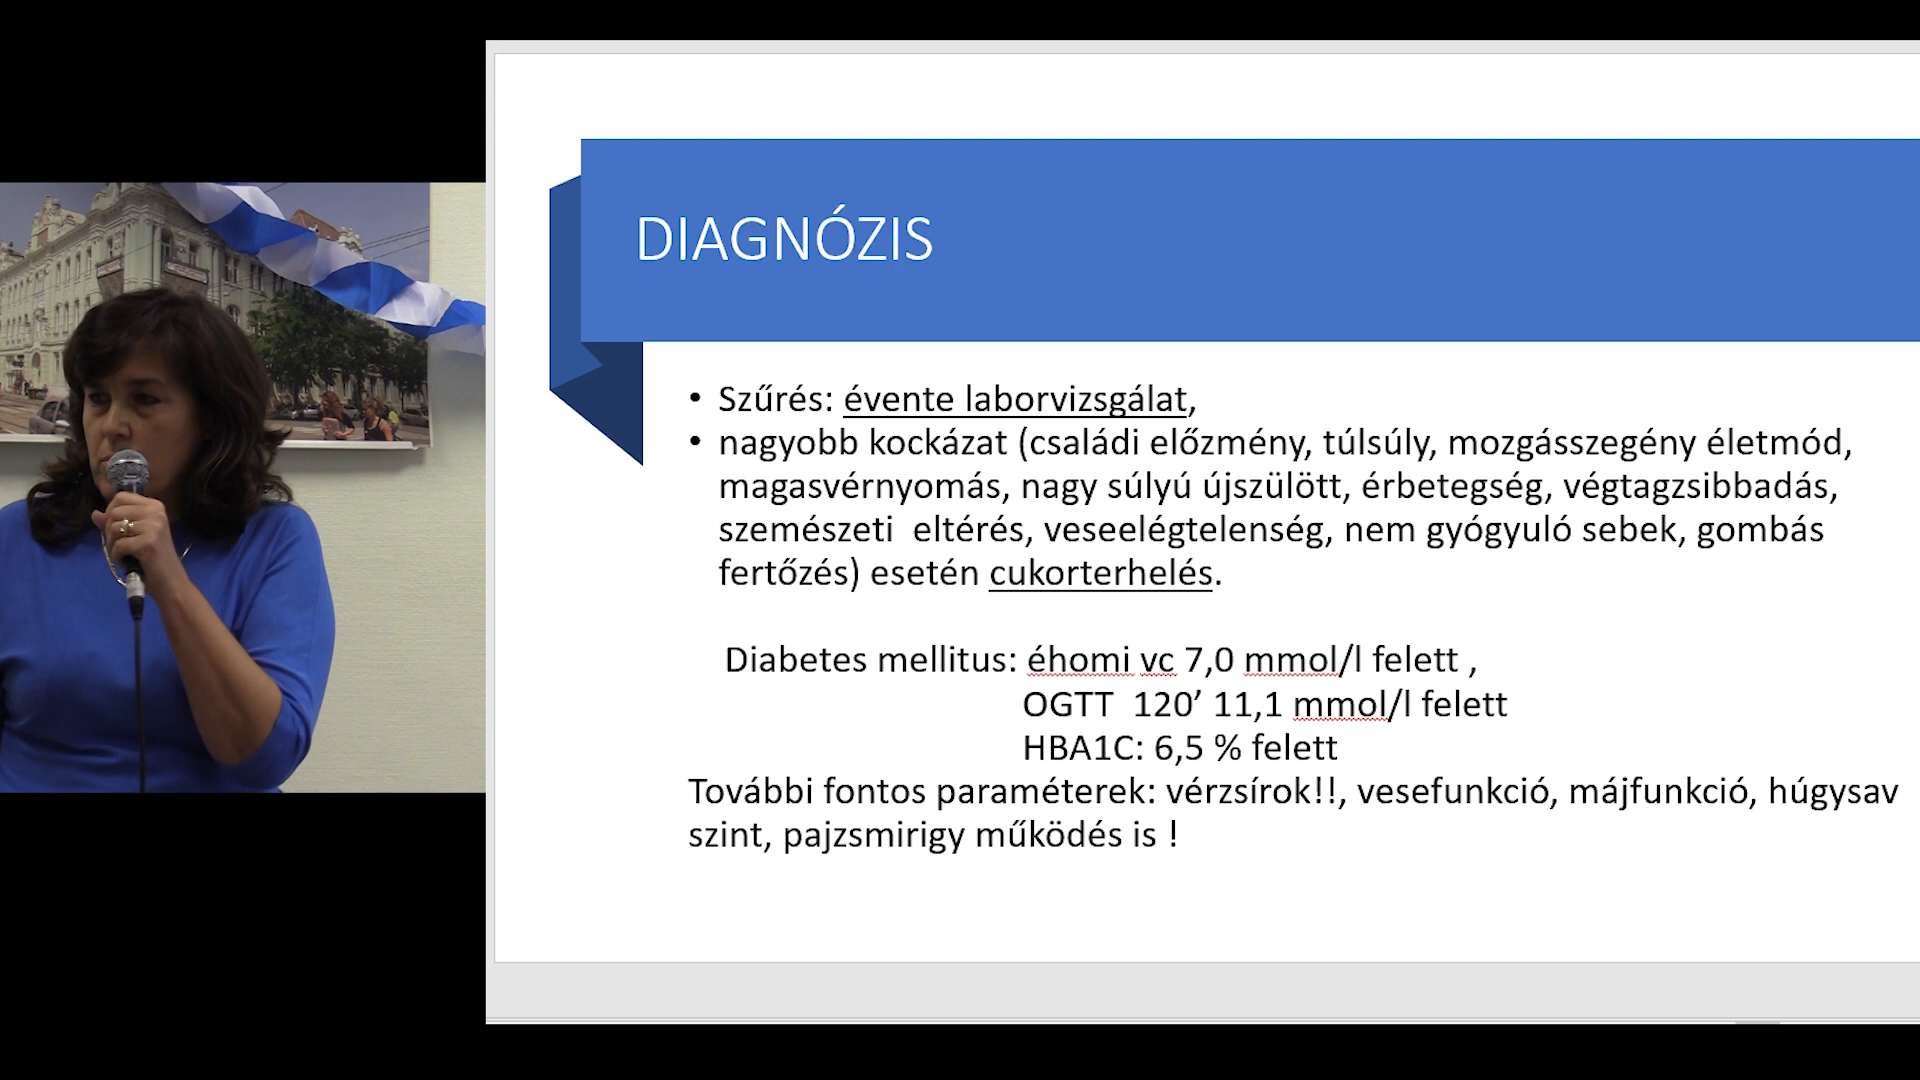 DIAGNÓZIS
• Szűrés: évente laborvizsgálat,
• nagyobb kockázat (családi előzmény, túlsúly, mozgásszegény életmód,
magasvérnyomás, nagy súlyú újszülött, érbetegség, végtagzsibbadás,
szemészeti  eltérés, veseelégtelenség, nem gyógyuló sebek, gombás
fertőzés) esetén cukorterhelés.
Diabetes mellitus: éhomi vc 7,0 mmol/l felett ,
OGTT  120’ 11,1 mmol/l felett
HBA1C: 6,5 % felett
További fontos paraméterek: vérzsírok!!, vesefunkció, májfunkció, húgysav
szint, pajzsmirigy működés is !